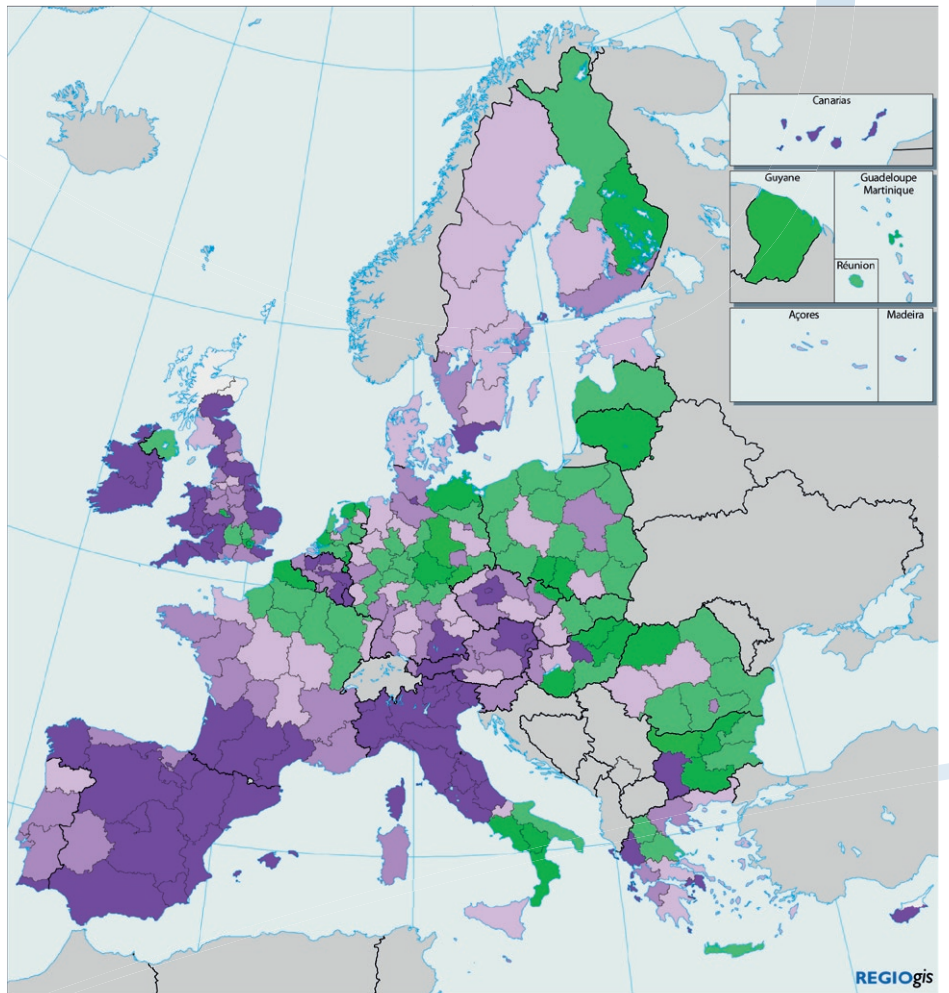 Canarias
Guyane
Guadeloupe
Martinique
Réunion
Açores
Madeira
REGIOgis